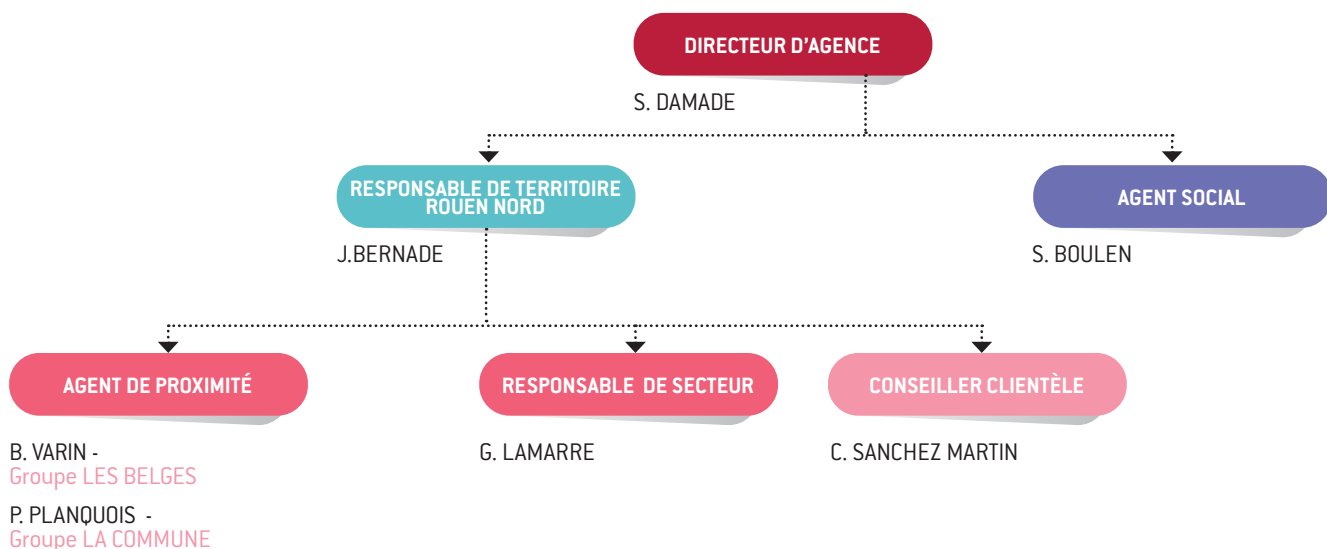 DIRECTEUR D'AGENCE
S. DAMADE
RESPONSABLE DE TERRITOIRE
ROUEN NORD
J.BERNADE
AGENT SOCIAL
S. BOULEN
AGENT DE PROXIMITÉ
B. VARIN -
Groupe LES BELGES
P. PLANQUOIS -
Groupe LA COMMUNE
RESPONSABLE DE SECTEUR
G. LAMARRE
CONSEILLER CLIENTÈLE
C. SANCHEZ MARTIN